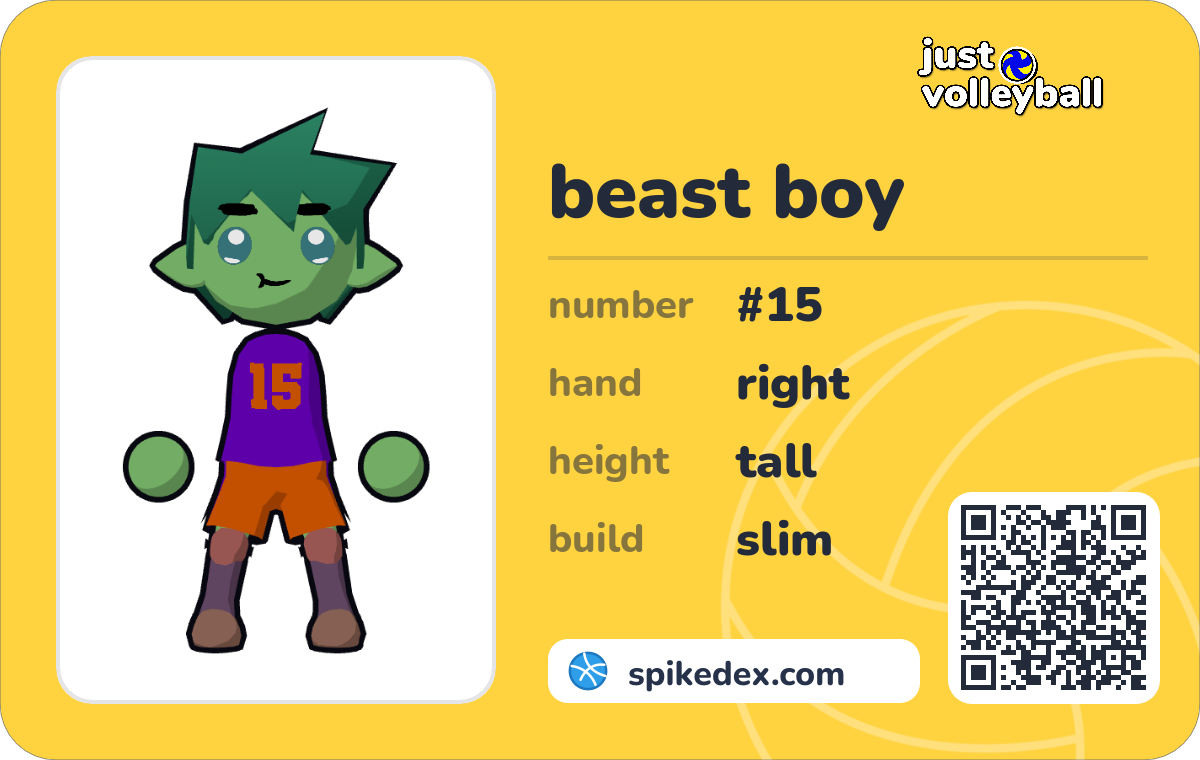 just
volleyball
beast boy
number #15
hand right
height tall
build slim
15
spikedex.com